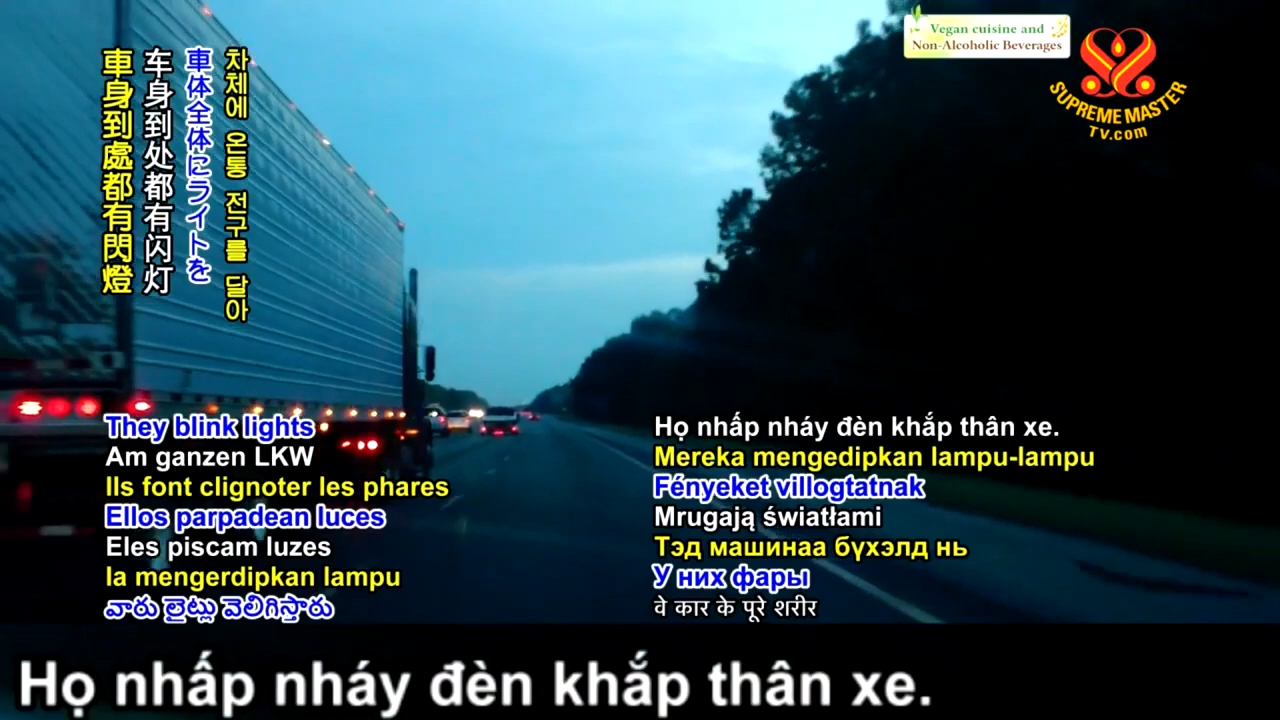 Vegan cuisine and
Non-Alcoholic Beverages
SUPREME MASTER
TV.com
車身到處都有閃燈
车身到处都有闪灯
車体全体にライトを
차체에 온통 전구를 달아
They blink lights
Am ganzen LKW
Ils font clignoter les phares
Ellos parpadean luces
Eles piscam luzes
Ia mengerdipkan lampu
వారు లైట్లు వెలిగిస్తారు
Họ nhấp nháy đèn khắp thân xe.
Mereka mengedipkan lampu-lampu
Fényeket villogtatnak
Mrugają światłami
Тэд машинаа бүхэлд нь
У них фары
वे कार के पूरे शरीर
Họ nhấp nháy đèn khắp thân xe.